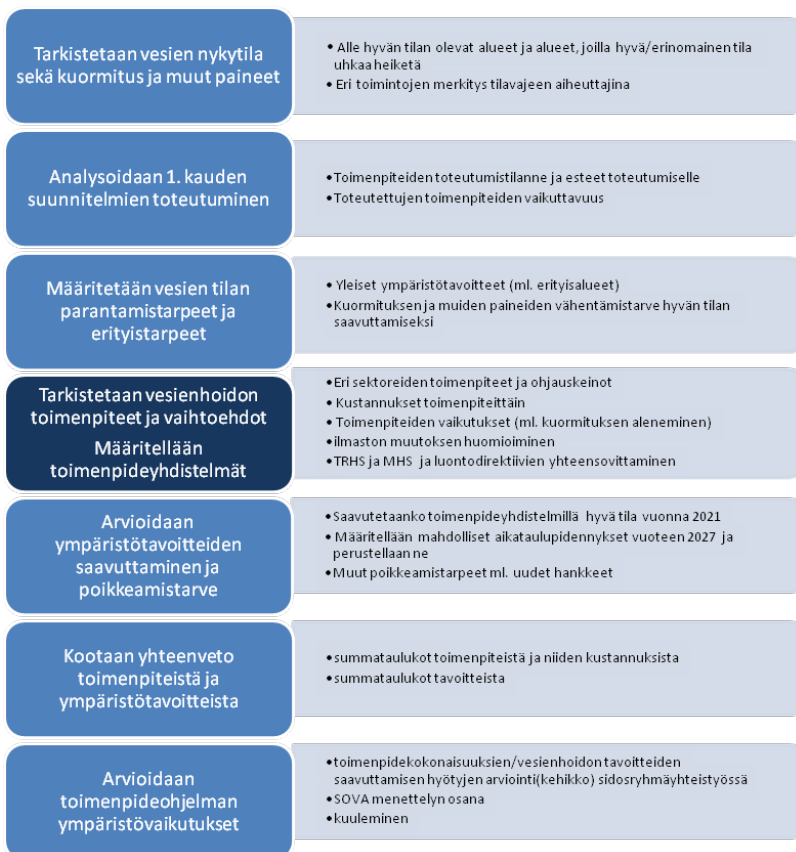 Tarkistetaan vesien nykytila
sekä kuormitus ja muut paineet
• Alle hyvän tilan olevat alueet ja alueet, joilla hyvä/erinomainen tila
uhkaa heiketä
• Eri toimintojen merkitys tilavajeen aiheuttajina
Analysoidaan 1. kauden
suunnitelmien toteutuminen
• Toimenpiteiden toteutumistilanne ja esteet toteutumiselle
• Toteutettujen toimenpiteiden vaikuttavuus
Määritetään vesien tilan
parantamistarpeet ja
erityistarpeet
• Yleiset ympäristötavoitteet (ml. erityisalueet)
• Kuormituksen ja muiden paineiden vähentämistarve hyvän tilan
saavuttamiseksi
Tarkistetaan vesienhoidon
toimenpiteet ja vaihtoehdot
Määritellään
toimenpideyhdistelmät
• Eri sektoreiden toimenpiteet ja ohjauskeinot
• Kustannukset toimenpiteittäin
• Toimenpiteiden vaikutukset (ml. kuormituksen aleneminen)
• ilmaston muutoksen huomioiminen
• TRHS ja MHS ja luontodirektiivien yhteensovittaminen
Arvioidaan
ympäristötavoitteiden
saavuttaminen ja
poikkeamistarve
• Saavutetaanko toimenpideyhdistelmillä hyvä tila vuonna 2021
• Määritellään mahdolliset aikataulupidennykset vuoteen 2027 ja
perustellaan ne
• Muut poikkeamistarpeet ml. uudet hankkeet
Kootaan yhteenveto
toimenpiteistä ja
ympäristötavoitteista
• summataulukot toimenpiteistä ja niiden kustannuksista
• summataulukot tavoitteista
Arvioidaan
toimenpideohjelman
ympäristövaikutukset
• toimenpidekokonaisuuksien/vesienhoidon tavoitteiden
saavuttamisen hyötyjen arviointi(kehikko) sidosryhmäyhteistyössä
• SOVA menettelyn osana
• kuuleminen